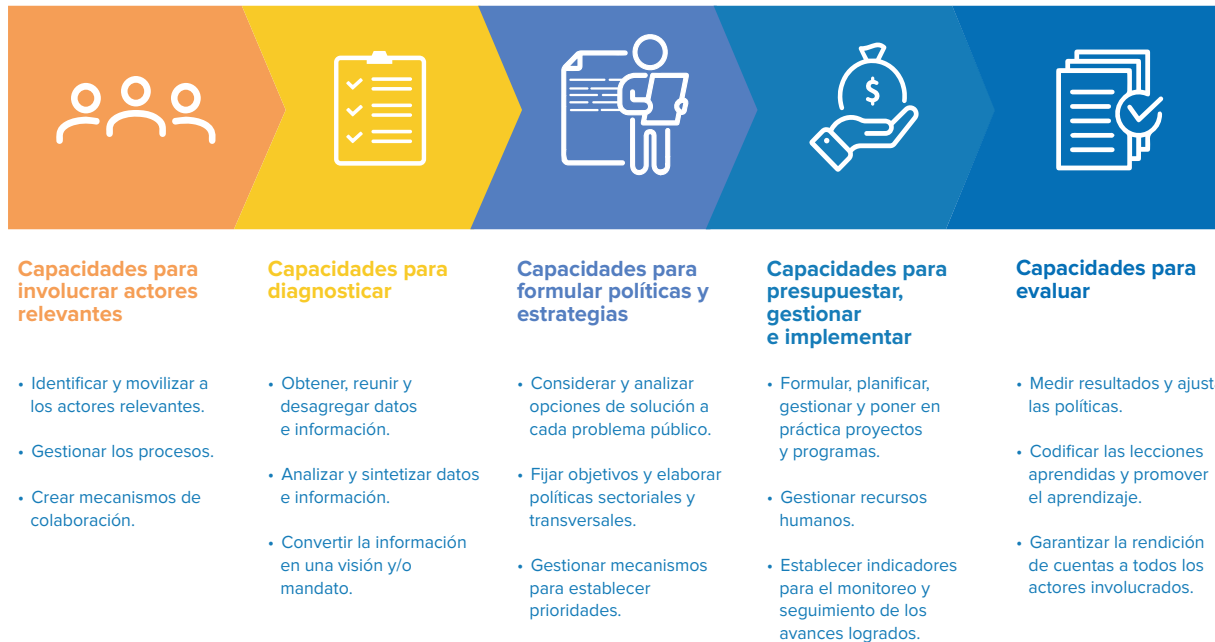 $
Capacidades para
involucrar actores
relevantes
• Identificar y movilizar a
los actores relevantes.
• Gestionar los procesos.
• Crear mecanismos de
colaboración.
Capacidades para
diagnosticar
• Obtener, reunir y
desagregar datos
e información.
• Analizar y sintetizar datos
e información.
• Convertir la información
en una visión y/o
mandato.
Capacidades para
formular políticas y
estrategias
• Considerar y analizar
opciones de solución a
cada problema público.
• Fijar objetivos y elaborar
políticas sectoriales y
transversales.
• Gestionar mecanismos
para establecer
prioridades.
Capacidades para
presupuestar,
gestionar
e implementar
• Formular, planificar,
gestionar y poner en
práctica proyectos
y programas.
• Gestionar recursos
humanos.
• Establecer indicadores
para el monitoreo y
seguimiento de los
avances logrados.
Capacidades para
evaluar
• Medir resultados y ajust
las políticas.
• Codificar las lecciones
aprendidas y promover
el aprendizaje.
• Garantizar la rendición
de cuentas a todos los
actores involucrados.